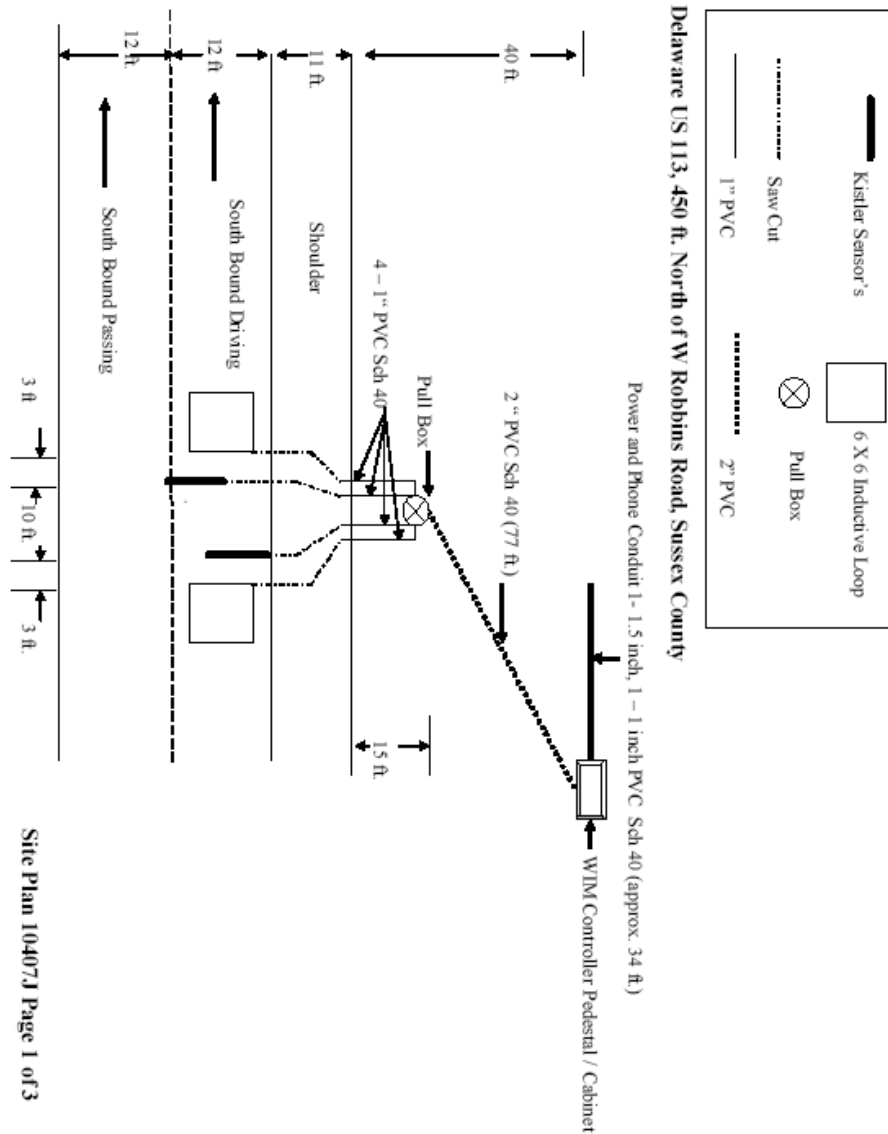 Kistler Sensor's
6 X 6 Inductive Loop
Saw Cut
Pull Box
1” PVC
2” PVC
Delaware US 113, 450 ft. North of W Robbins Road, Sussex County
Power and Phone Conduit 1- 1.5 inch, 1 – 1 inch PVC Sch 40 (approx. 34 ft.)
WIM Controller Pedestal / Cabinet
40 ft.
2 “ PVC Sch 40 (77 ft.)
Pull Box
15 ft.
4 – 1“ PVC Sch 40
11 ft.
Shoulder
12 ft
South Bound Driving
12 ft.
South Bound Passing
3 ft
10 ft.
3 ft.
Site Plan 10407J Page 1 of 3